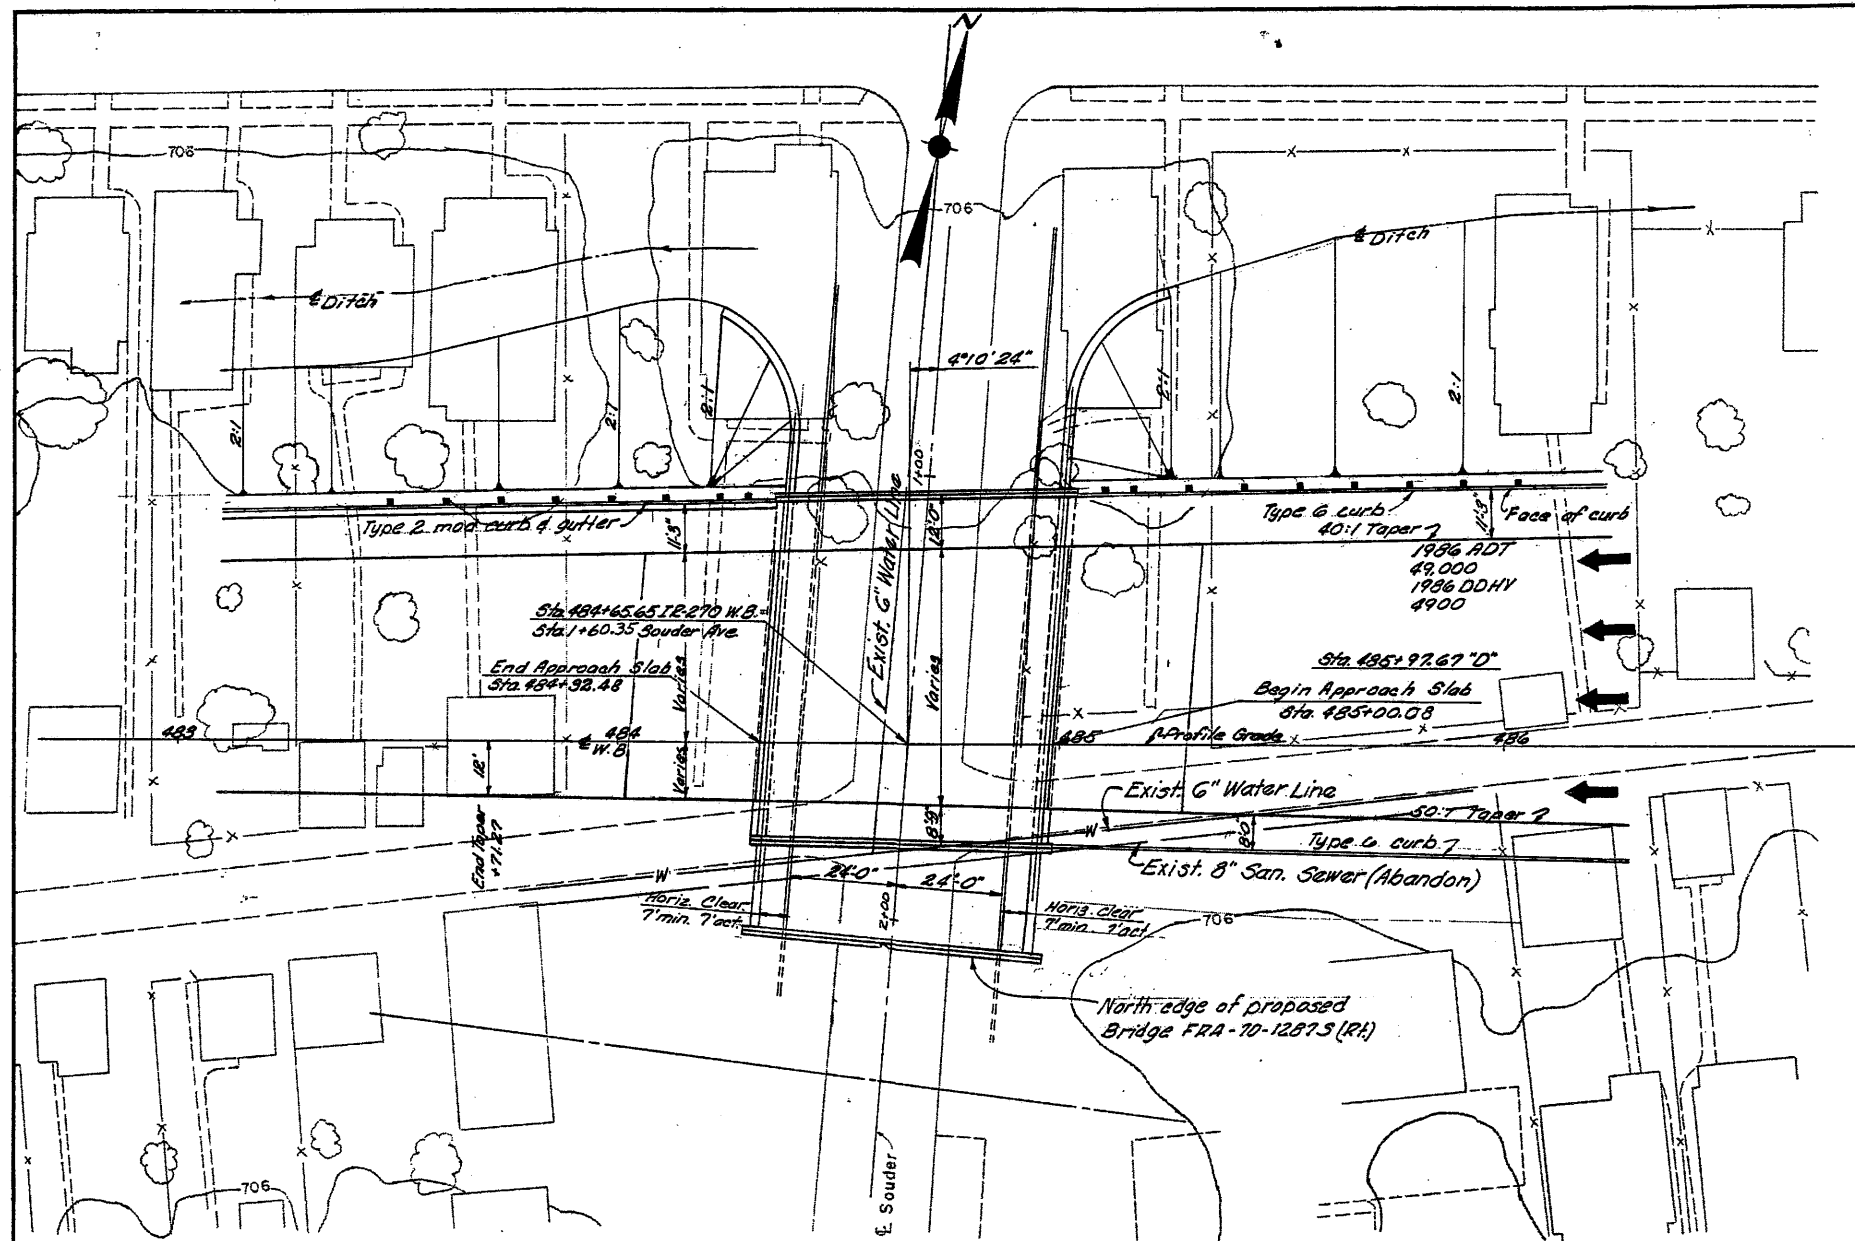 N
706
706
℄ Ditch
℄ Ditch
4°10'24"
2:1
2:1
2:1
2:1
2:1
1+00
Type 2 mod curb & gutter
11'-3"
12'-0"
Exist. 6" Water Line
Type 6 curb
40:1 Taper
11'-3"
Face of curb
1986 ADT
49,000
1986 DDHV
4900
Sta. 484+65.65 IR-270 W.B.=
Sta. 1+60.35 Souder Ave.
End Approach Slab
Sta. 484+32.48
Varies
Varies
Varies
Sta. 485+97.67 "D"
Begin Approach Slab
Sta. 485+00.08
483
484
℄ W.B.
485
Profile Grade
486
12'
End Taper
+71.27
Exist. 6" Water Line
50:1 Taper
8'-9"
W
8'-0"
Type 6 curb
Exist. 8" San. Sewer (Abandon)
W
24'-0"
24'-0"
Horiz. Clear.
7' min. 7' act.
2+00
Horiz. Clear
7' min. 7' act.
706
North edge of proposed
Bridge FRA-70-1287S (Rt.)
℄ Souder
706